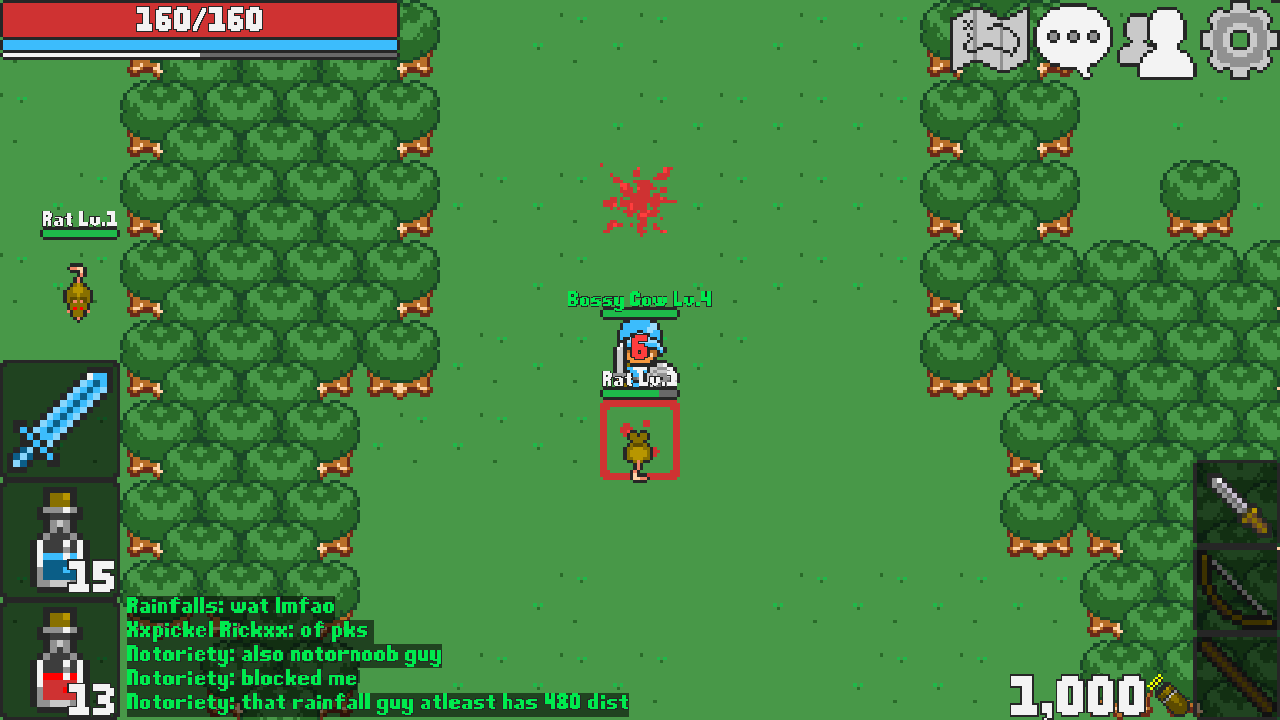 160/160
Rat Lv.1
Bossy Cow Lv.4
6
Rat Lv.1
15
13
Rainfalls: wat lmfao
Xxpickel Rickxx: of pks
Notoriety: also notornoob guy
Notoriety: blocked me
Notoriety: that rainfall guy atleast has 480 dist
1,000